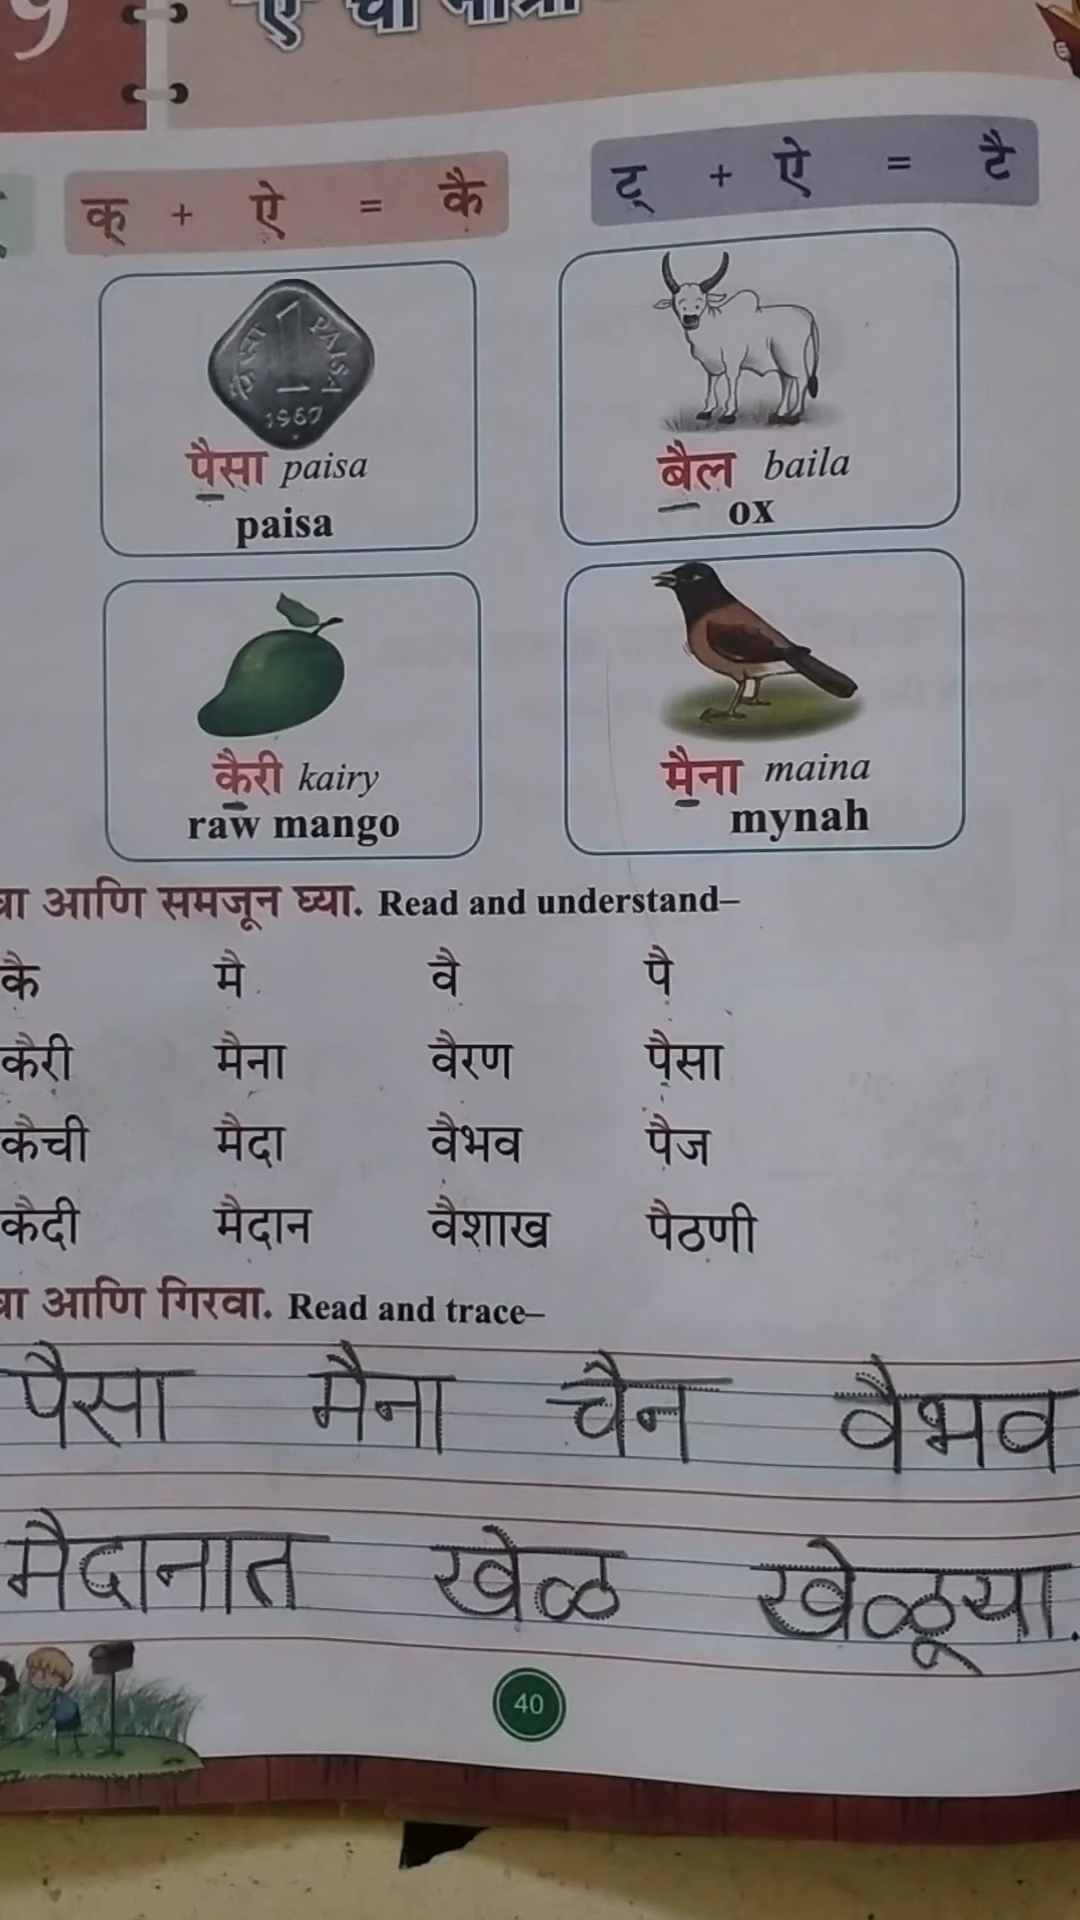 ९
'ऐ' ची मात्रा
क् + ऐ = कै
ट् + ऐ = टै
1 PAISA
पैसा
1967
पैसा paisa
paisa
बैल baila
ox
कैरी kairy
raw mango
मैना maina
mynah
आणि समजून घ्या. Read and understand–
कै मै वै पै
कैरी मैना वैरण पैसा
कैची मैदा वैभव पैज
कैदी मैदान वैशाख पैठणी
आणि गिरवा. Read and trace–
पैसा मैना चैन वैभव
मैदानात खेळ खेळूया.
40